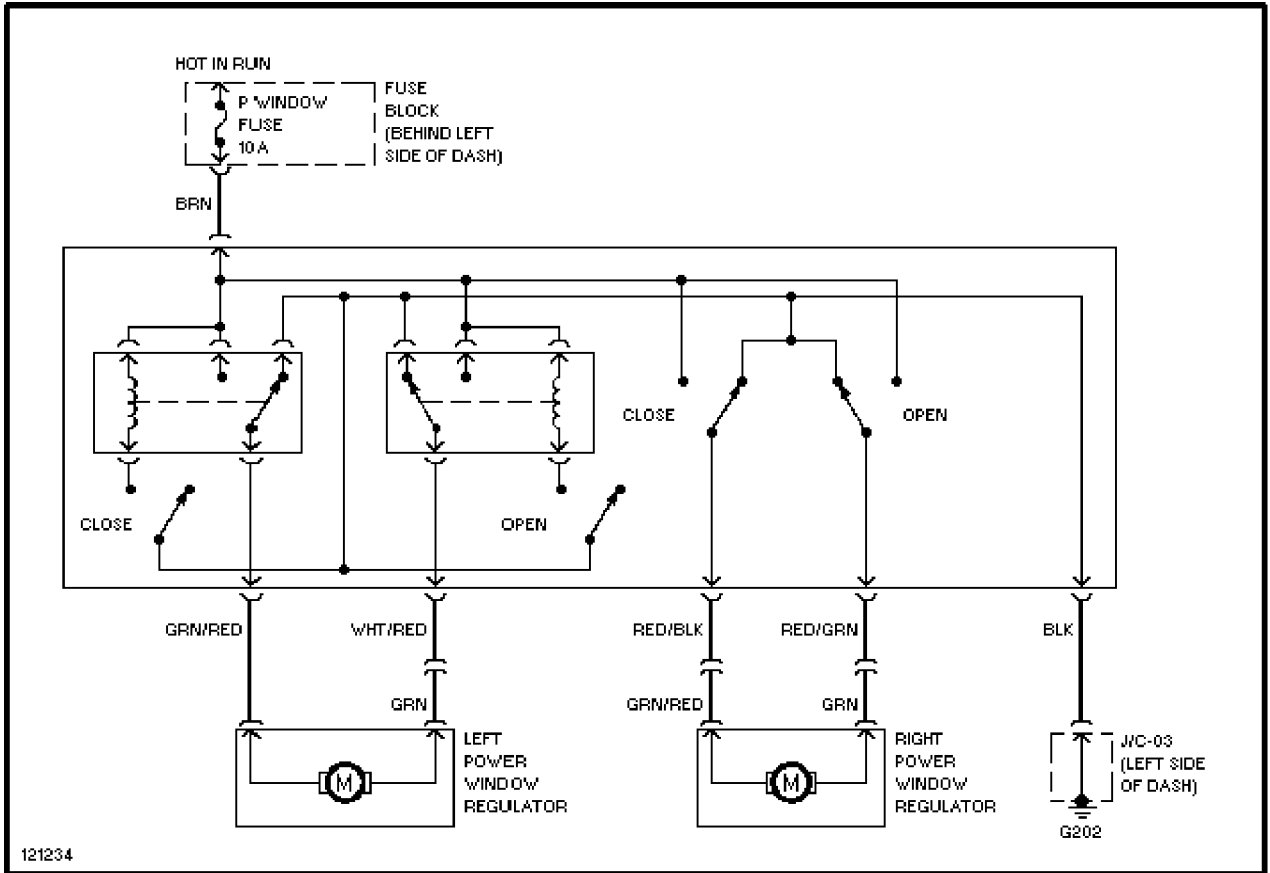 HOT IN RUN
P WINDOW
FUSE
10 A
FUSE
BLOCK
(BEHIND LEFT
SIDE OF DASH)
BRN
CLOSE
OPEN
CLOSE
OPEN
GRN/RED
WHT/RED
RED/BLK
RED/GRN
BLK
GRN
GRN/RED
GRN
M
LEFT
POWER
WINDOW
REGULATOR
M
RIGHT
POWER
WINDOW
REGULATOR
J/C-03
(LEFT SIDE
OF DASH)
G202
121234